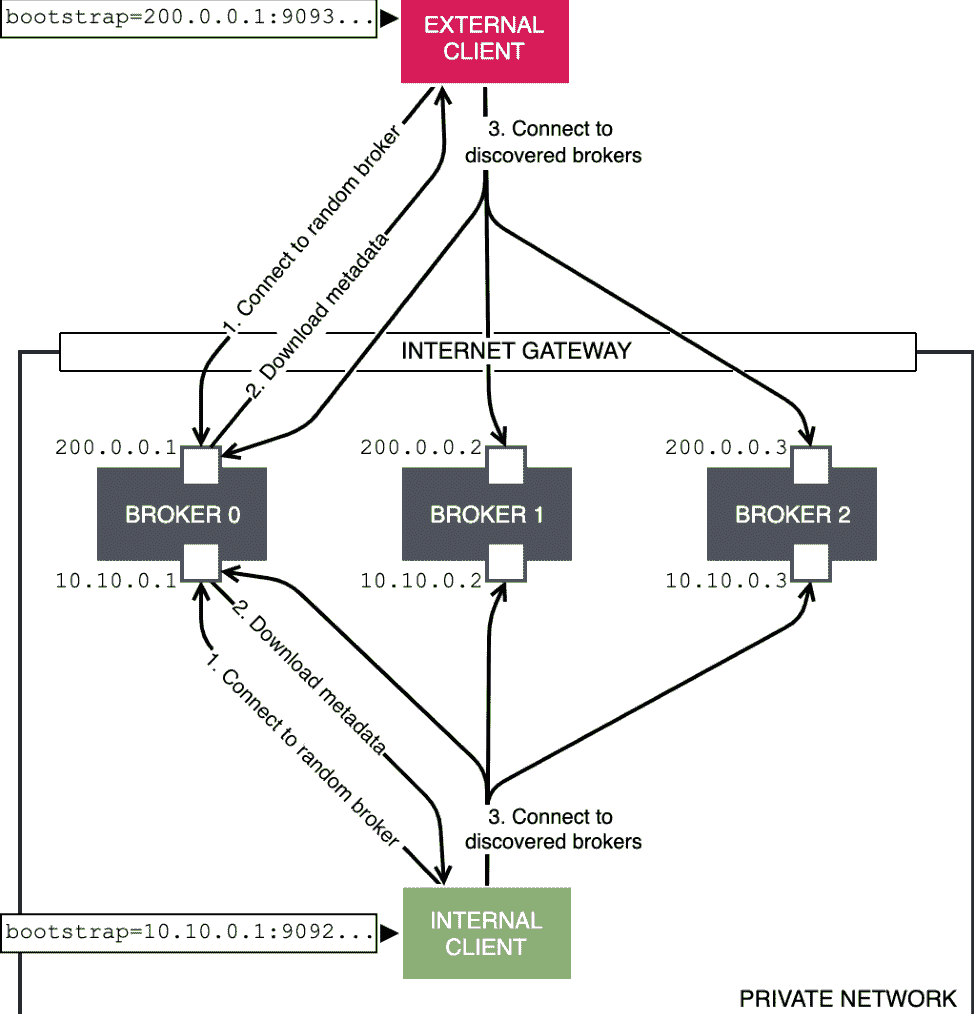 bootstrap=200.0.0.1:9093...
EXTERNAL
CLIENT
3. Connect to
discovered brokers
1. Connect to random broker
2. Download metadata
INTERNET GATEWAY
200.0.0.1
200.0.0.2
200.0.0.3
BROKER 0
BROKER 1
BROKER 2
10.10.0.1
10.10.0.2
10.10.0.3
2. Download metadata
1. Connect to random broker
3. Connect to
discovered brokers
bootstrap=10.10.0.1:9092...
INTERNAL
CLIENT
PRIVATE NETWORK